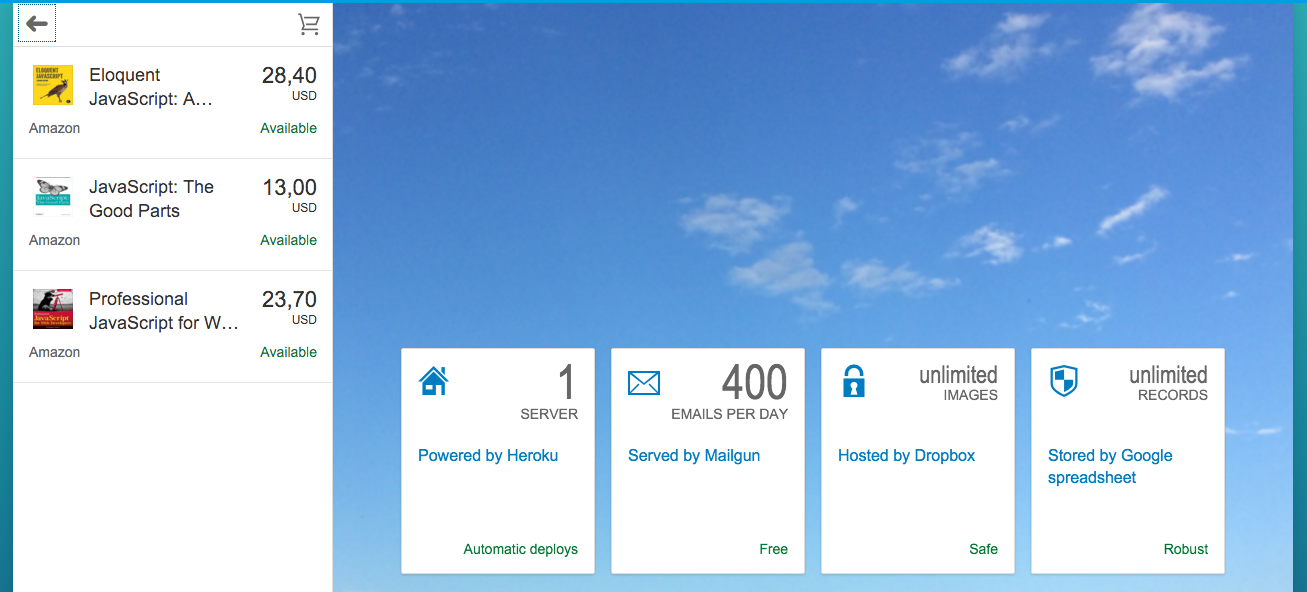 Eloquent
JavaScript: A…
28,40
USD
Amazon
Available
JavaScript: The
Good Parts
13,00
USD
Amazon
Available
Professional
JavaScript for W…
23,70
USD
Amazon
Available
1
SERVER
Powered by Heroku
Automatic deploys
400
EMAILS PER DAY
Served by Mailgun
Free
unlimited
IMAGES
Hosted by Dropbox
Safe
unlimited
RECORDS
Stored by Google
spreadsheet
Robust